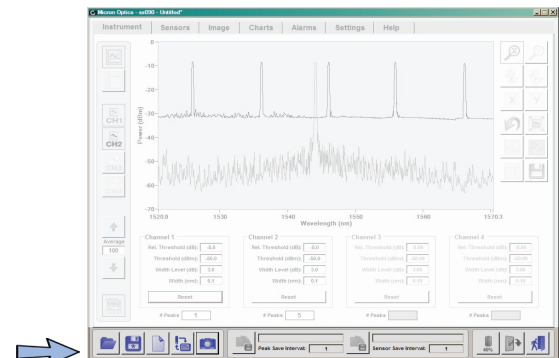 Micron Optics - sm090 - Untitled*
Instrument Sensors Image Charts Alarms Settings Help
0-
-10-
-20-
-30-
-40-
-50-
-60-
-70-
Power (dBm)
1520.0 1530 1540 1550 1560 1570.3
Wavelength (nm)
CH1
CH2
CH3
CH4
Average
100
X Y
Channel 1
Rel. Threshold (dB): -8.0
Threshold (dBm): -50.0
Width Level (dB): 3.0
Width (nm): 0.1
Reset
# Peaks 1
Channel 2
Rel. Threshold (dB): -8.0
Threshold (dBm): -50.0
Width Level (dB): 3.0
Width (nm): 0.1
Reset
# Peaks 5
Channel 3
Rel. Threshold (dB):
Threshold (dBm):
Width Level (dB):
Width (nm):
Reset
# Peaks
Channel 4
Rel. Threshold (dB):
Threshold (dBm):
Width Level (dB):
Width (nm):
Reset
# Peaks
Peak Save Interval: 1
Sensor Save Interval: 1
40%